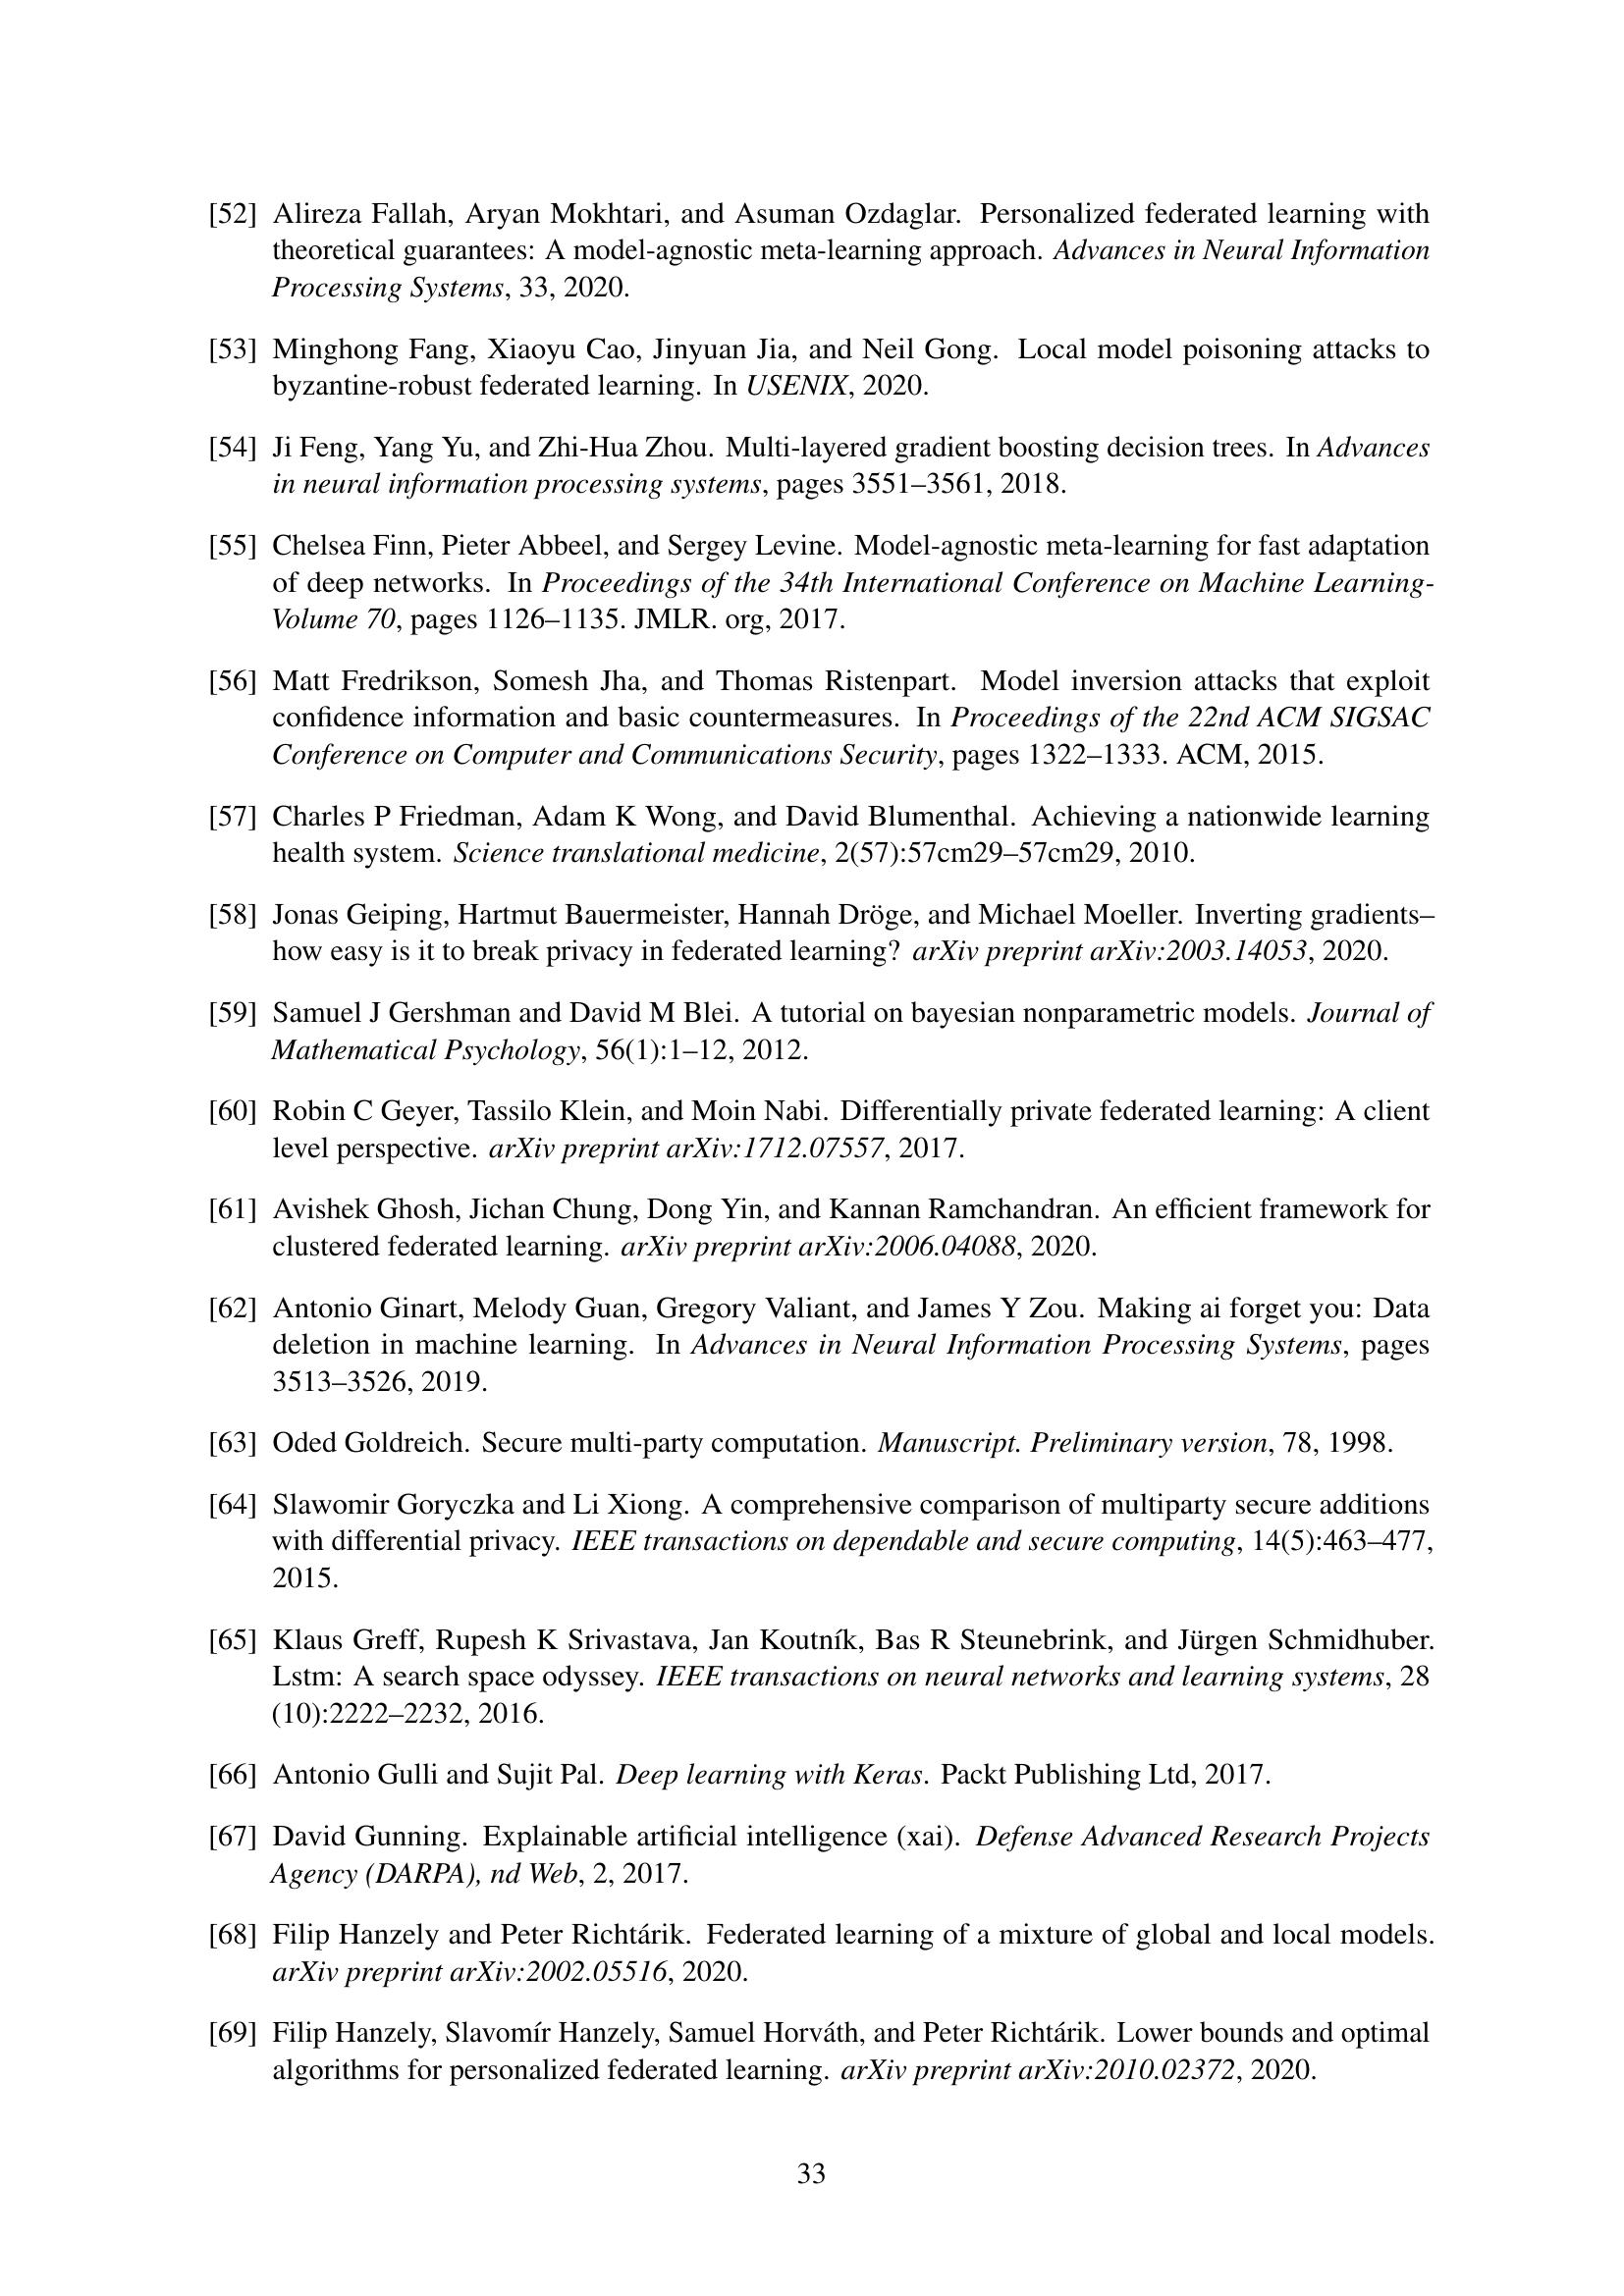 [52] Alireza Fallah, Aryan Mokhtari, and Asuman Ozdaglar. Personalized federated learning with
theoretical guarantees: A model-agnostic meta-learning approach. Advances in Neural Information
Processing Systems, 33, 2020.
[53] Minghong Fang, Xiaoyu Cao, Jinyuan Jia, and Neil Gong. Local model poisoning attacks to
byzantine-robust federated learning. In USENIX, 2020.
[54] Ji Feng, Yang Yu, and Zhi-Hua Zhou. Multi-layered gradient boosting decision trees. In Advances
in neural information processing systems, pages 3551–3561, 2018.
[55] Chelsea Finn, Pieter Abbeel, and Sergey Levine. Model-agnostic meta-learning for fast adaptation
of deep networks. In Proceedings of the 34th International Conference on Machine Learning-
Volume 70, pages 1126–1135. JMLR. org, 2017.
[56] Matt Fredrikson, Somesh Jha, and Thomas Ristenpart. Model inversion attacks that exploit
confidence information and basic countermeasures. In Proceedings of the 22nd ACM SIGSAC
Conference on Computer and Communications Security, pages 1322–1333. ACM, 2015.
[57] Charles P Friedman, Adam K Wong, and David Blumenthal. Achieving a nationwide learning
health system. Science translational medicine, 2(57):57cm29–57cm29, 2010.
[58] Jonas Geiping, Hartmut Bauermeister, Hannah Dröge, and Michael Moeller. Inverting gradients–
how easy is it to break privacy in federated learning? arXiv preprint arXiv:2003.14053, 2020.
[59] Samuel J Gershman and David M Blei. A tutorial on bayesian nonparametric models. Journal of
Mathematical Psychology, 56(1):1–12, 2012.
[60] Robin C Geyer, Tassilo Klein, and Moin Nabi. Differentially private federated learning: A client
level perspective. arXiv preprint arXiv:1712.07557, 2017.
[61] Avishek Ghosh, Jichan Chung, Dong Yin, and Kannan Ramchandran. An efficient framework for
clustered federated learning. arXiv preprint arXiv:2006.04088, 2020.
[62] Antonio Ginart, Melody Guan, Gregory Valiant, and James Y Zou. Making ai forget you: Data
deletion in machine learning. In Advances in Neural Information Processing Systems, pages
3513–3526, 2019.
[63] Oded Goldreich. Secure multi-party computation. Manuscript. Preliminary version, 78, 1998.
[64] Slawomir Goryczka and Li Xiong. A comprehensive comparison of multiparty secure additions
with differential privacy. IEEE transactions on dependable and secure computing, 14(5):463–477,
2015.
[65] Klaus Greff, Rupesh K Srivastava, Jan Koutník, Bas R Steunebrink, and Jürgen Schmidhuber.
Lstm: A search space odyssey. IEEE transactions on neural networks and learning systems, 28
(10):2222–2232, 2016.
[66] Antonio Gulli and Sujit Pal. Deep learning with Keras. Packt Publishing Ltd, 2017.
[67] David Gunning. Explainable artificial intelligence (xai). Defense Advanced Research Projects
Agency (DARPA), nd Web, 2, 2017.
[68] Filip Hanzely and Peter Richtárik. Federated learning of a mixture of global and local models.
arXiv preprint arXiv:2002.05516, 2020.
[69] Filip Hanzely, Slavomír Hanzely, Samuel Horváth, and Peter Richtárik. Lower bounds and optimal
algorithms for personalized federated learning. arXiv preprint arXiv:2010.02372, 2020.
33